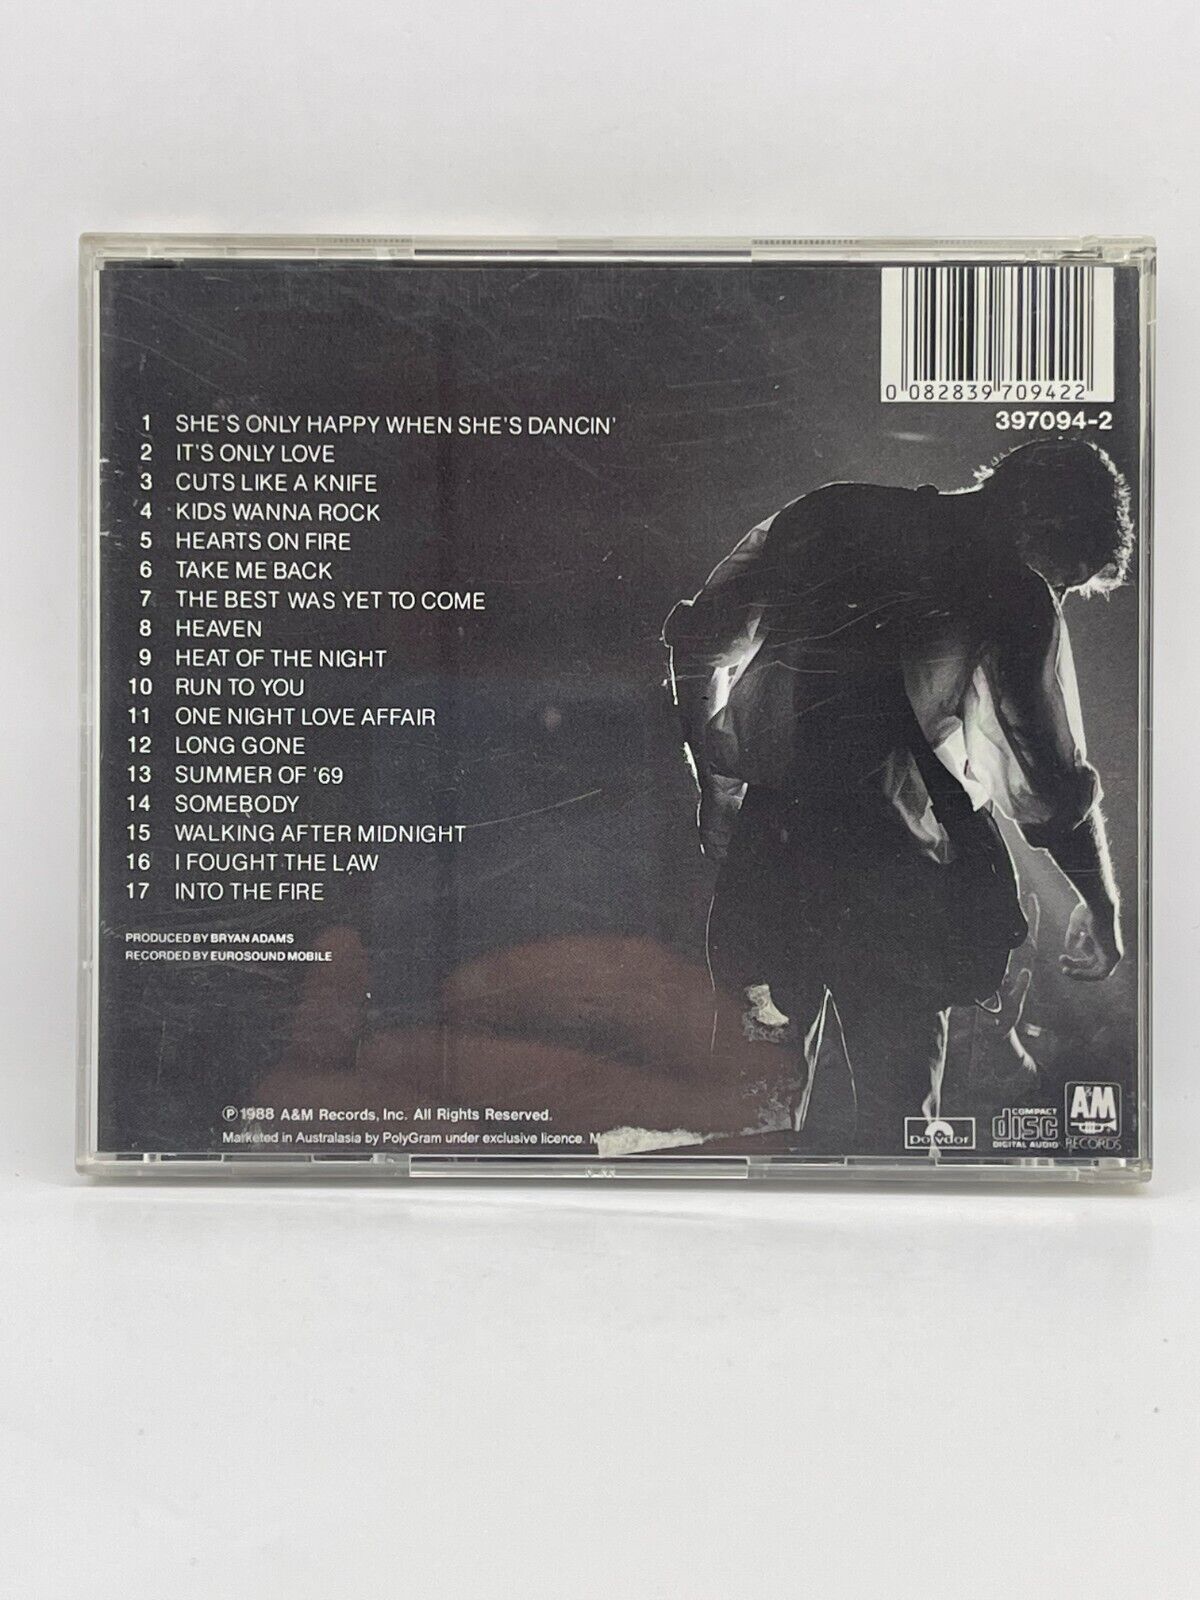 0 082839 709422
397094-2
1 SHE'S ONLY HAPPY WHEN SHE'S DANCIN'
2 IT'S ONLY LOVE
3 CUTS LIKE A KNIFE
4 KIDS WANNA ROCK
5 HEARTS ON FIRE
6 TAKE ME BACK
7 THE BEST WAS YET TO COME
8 HEAVEN
9 HEAT OF THE NIGHT
10 RUN TO YOU
11 ONE NIGHT LOVE AFFAIR
12 LONG GONE
13 SUMMER OF '69
14 SOMEBODY
15 WALKING AFTER MIDNIGHT
16 I FOUGHT THE LAW
17 INTO THE FIRE
PRODUCED BY BRYAN ADAMS
RECORDED BY EUROSOUND MOBILE
℗1988 A&M Records, Inc. All Rights Reserved.
Marketed in Australasia by PolyGram under exclusive licence.
polydor
COMPACT
disc
DIGITAL AUDIO
A&M
RECORDS